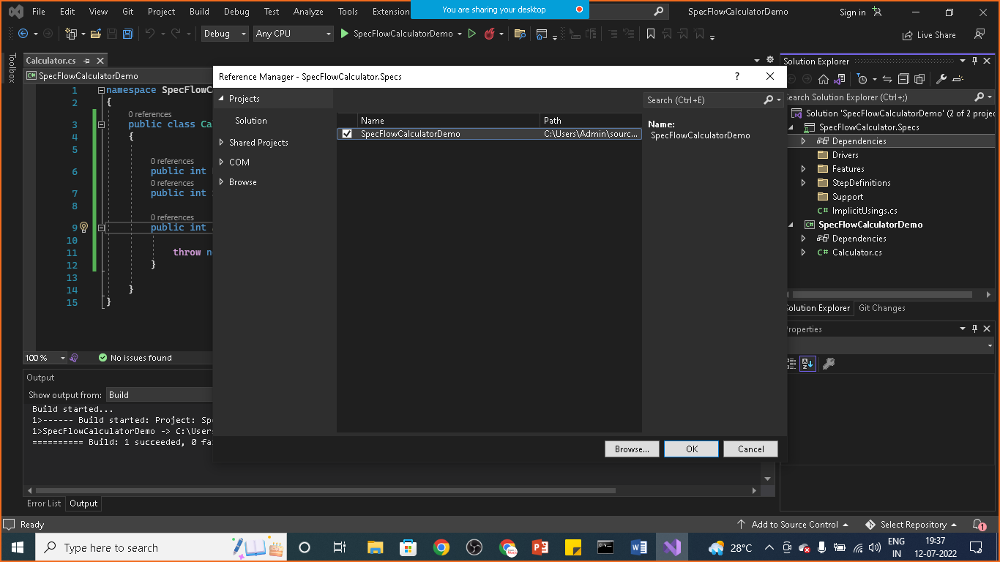 File Edit View Git Project Build Debug Test Analyze Tools Extension
You are sharing your desktop
SpecFlowCalculatorDemo
Sign in
Debug Any CPU SpecFlowCalculatorDemo
Live Share
Toolbox
Calculator.cs
SpecFlowCalculatorDemo
1 namespace SpecFlowC
2 {
0 references
3 public class Ca
4 {
5
0 references
6 public int
0 references
7 public int
8
0 references
9 public int
10
11 throw n
12 }
13
14 }
15 }
100 %
No issues found
Output
Show output from: Build
Build started...
1>------ Build started: Project: Sp
1>SpecFlowCalculatorDemo -> C:\Users
========== Build: 1 succeeded, 0 fa
Error List Output
Reference Manager - SpecFlowCalculator.Specs
?
Projects
Solution
Shared Projects
COM
Browse
Name Path
SpecFlowCalculatorDemo C:\Users\Admin\sourc...
Search (Ctrl+E)
Name:
SpecFlowCalculatorDemo
Browse... OK Cancel
Solution Explorer
Search Solution Explorer (Ctrl+;)
Solution 'SpecFlowCalculatorDemo' (2 of 2 projec
SpecFlowCalculator.Specs
Dependencies
Drivers
Features
StepDefinitions
Support
C# ImplicitUsings.cs
SpecFlowCalculatorDemo
Dependencies
C# Calculator.cs
Solution Explorer Git Changes
Properties
Ready
Add to Source Control Select Repository 1
Type here to search
28°C
ENG
IN
19:37
12-07-2022